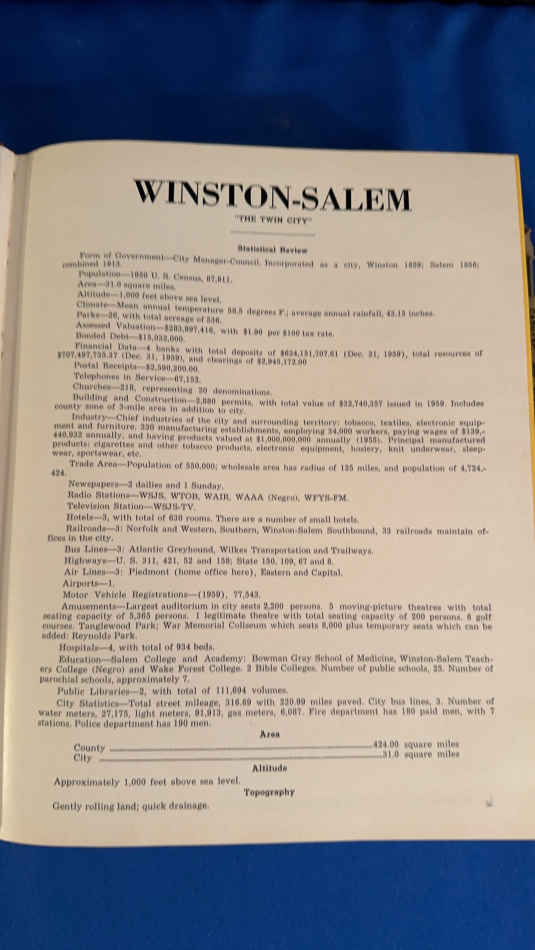 WINSTON-SALEM
"THE TWIN CITY"
Statistical Review
Form of Government—City Manager-Council. Incorporated as a city, Winston 1859; Salem 1856;
combined 1913.
Population—1950 U. S. Census, 87,811.
Area—31.0 square miles.
Altitude—1,000 feet above sea level.
Climate—Mean annual temperature 58.5 degrees F.; average annual rainfall, 43.13 inches.
Parks—26, with total acreage of 536.
Assessed Valuation—$283,997,416, with $1.90 per $100 tax rate.
Bonded Debt—$15,932,000.
Financial Data—4 banks with total deposits of $624,151,707.61 (Dec. 31, 1959), total resources of
$707,497,735.37 (Dec. 31, 1959), and clearings of $2,945,172.00
Postal Receipts—$2,590,200.00.
Telephones in Service—67,153.
Churches—218, representing 20 denominations.
Building and Construction—2,880 permits, with total value of $32,740,357 issued in 1959. Includes
county zone of 3-mile area in addition to city.
Industry—Chief industries of the city and surrounding territory: tobacco, textiles, electronic equip-
ment and furniture. 330 manufacturing establishments, employing 34,000 workers, paying wages of $139,-
440,932 annually, and having products valued at $1,000,000,000 annually (1955). Principal manufactured
products: cigarettes and other tobacco products, electronic equipment, hosiery, knit underwear, sleep-
wear, sportswear, etc.
Trade Area—Population of 550,000; wholesale area has radius of 125 miles, and population of 4,724,-
424.
Newspapers—2 dailies and 1 Sunday.
Radio Stations—WSJS, WTOB, WAIR, WAAA (Negro), WFYS-FM.
Television Station—WSJS-TV.
Hotels—3, with total of 620 rooms. There are a number of small hotels.
Railroads—3: Norfolk and Western, Southern, Winston-Salem Southbound, 33 railroads maintain of-
fices in the city.
Bus Lines—3: Atlantic Greyhound, Wilkes Transportation and Trailways.
Highways—U. S. 311, 421, 52 and 158; State 150, 109, 67 and 8.
Air Lines—3: Piedmont (home office here), Eastern and Capital.
Airports—1.
Motor Vehicle Registrations—(1959), 77,543.
Amusements—Largest auditorium in city seats 2,200 persons. 5 moving-picture theatres with total
seating capacity of 5,365 persons. 1 legitimate theatre with total seating capacity of 200 persons. 6 golf
courses. Tanglewood Park; War Memorial Coliseum which seats 8,000 plus temporary seats which can be
added: Reynolds Park.
Hospitals—4, with total of 934 beds.
Education—Salem College and Academy: Bowman Gray School of Medicine, Winston-Salem Teach-
ers College (Negro) and Wake Forest College. 2 Bible Colleges. Number of public schools, 25. Number of
parochial schools, approximately 7.
Public Libraries—2, with total of 111,694 volumes.
City Statistics—Total street mileage, 316.69 with 220.99 miles paved. City bus lines, 3. Number of
water meters, 27,175, light meters, 91,913, gas meters, 6,087. Fire department has 180 paid men, with 7
stations. Police department has 190 men.
Area
County 424.00 square miles
City 31.0 square miles
Altitude
Approximately 1,000 feet above sea level.
Topography
Gently rolling land; quick drainage.